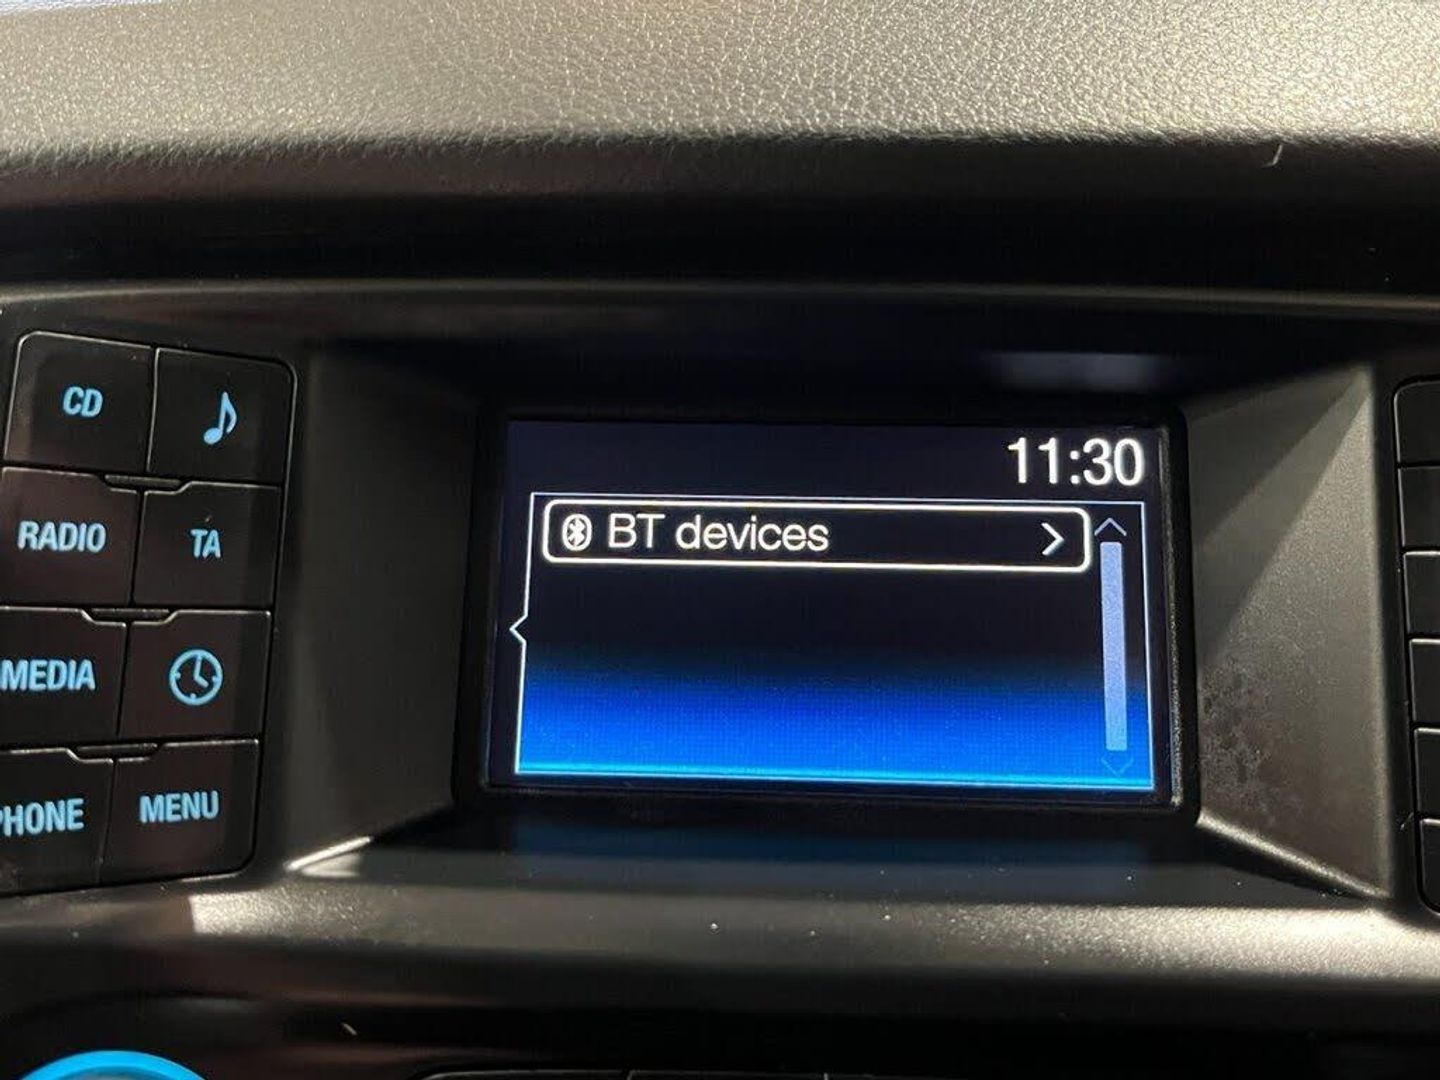 CD
RADIO
TA
MEDIA
PHONE
MENU
11:30
BT devices